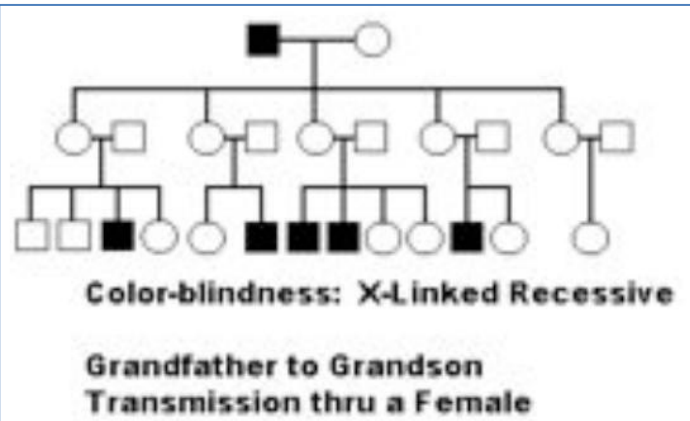 Color-blindness: X-Linked Recessive
Grandfather to Grandson
Transmission thru a Female